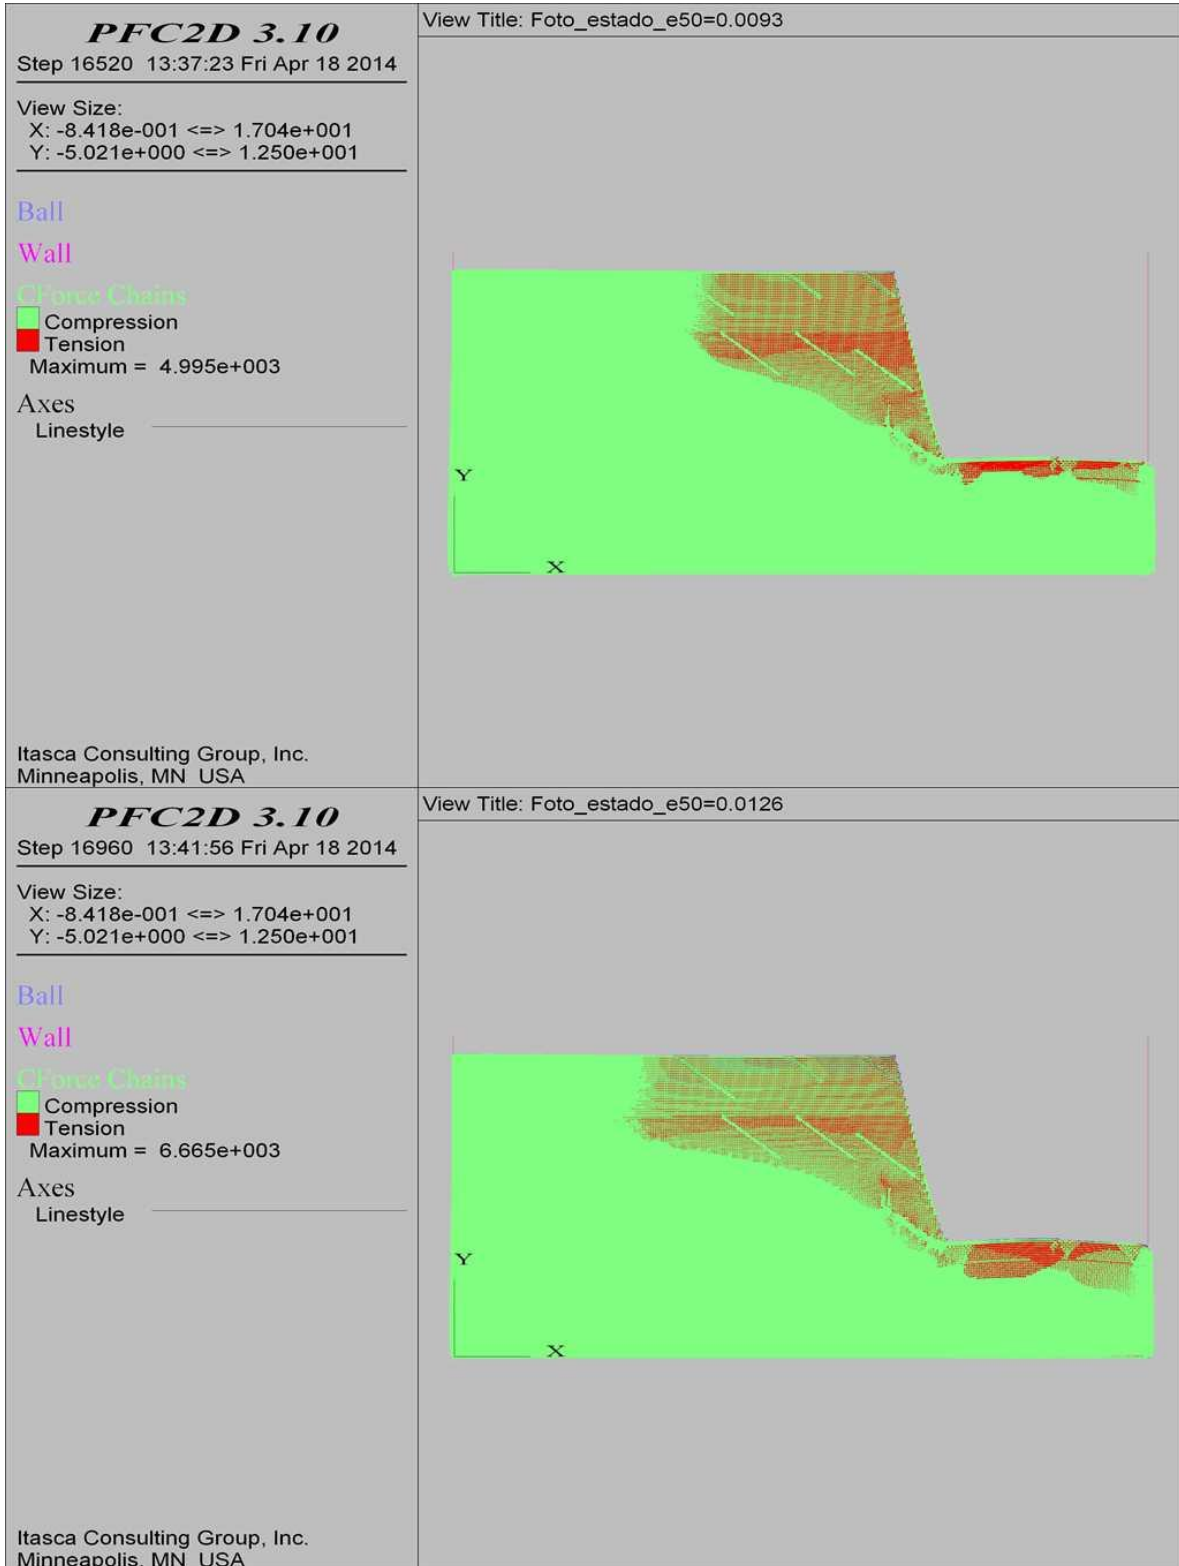 PFC2D 3.10
Step 16520 13:37:23 Fri Apr 18 2014
View Size:
X: -8.418e-001 <=> 1.704e+001
Y: -5.021e+000 <=> 1.250e+001
Ball
Wall
CForce Chains
Compression
Tension
Maximum = 4.995e+003
Axes
Linestyle
Itasca Consulting Group, Inc.
Minneapolis, MN USA
View Title: Foto_estado_e50=0.0093
Y
X
PFC2D 3.10
Step 16960 13:41:56 Fri Apr 18 2014
View Size:
X: -8.418e-001 <=> 1.704e+001
Y: -5.021e+000 <=> 1.250e+001
Ball
Wall
CForce Chains
Compression
Tension
Maximum = 6.665e+003
Axes
Linestyle
Itasca Consulting Group, Inc.
Minneapolis, MN USA
View Title: Foto_estado_e50=0.0126
Y
X